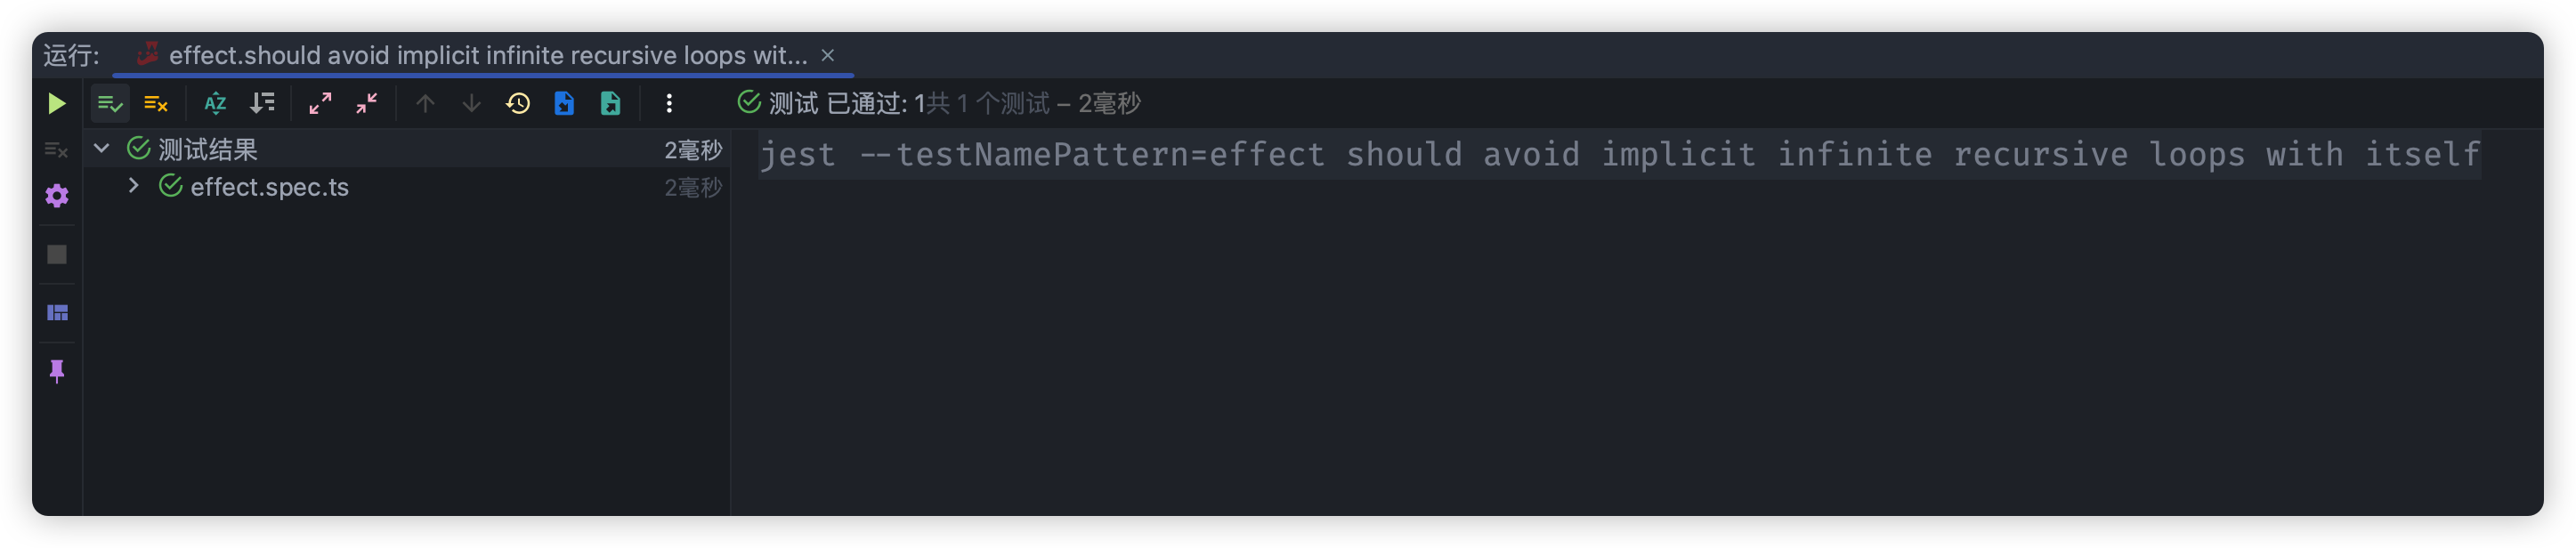 运行: effect.should avoid implicit infinite recursive loops wit...
测试 已通过: 1共 1 个测试 – 2毫秒
测试结果 2毫秒
effect.spec.ts 2毫秒
jest --testNamePattern=effect should avoid implicit infinite recursive loops with itself